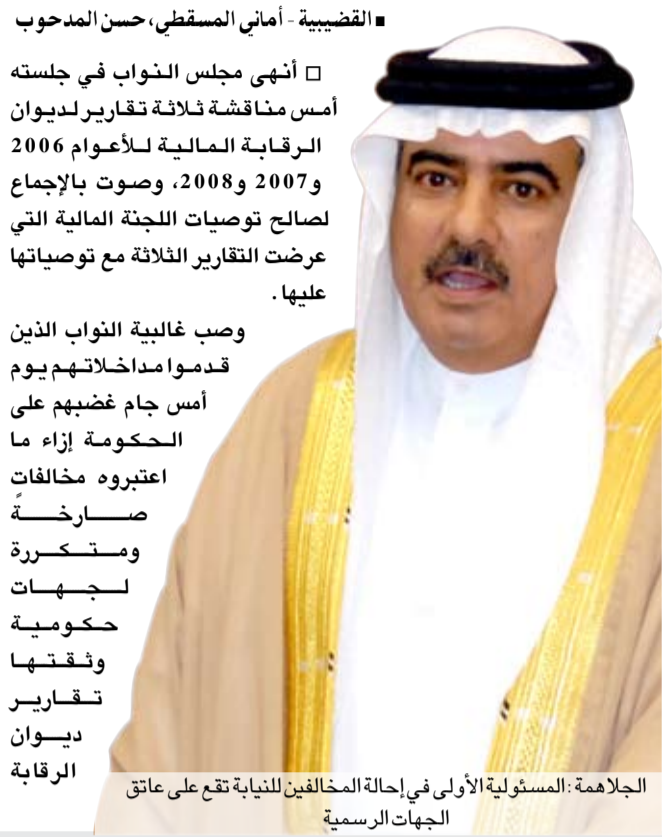 ■ القضيبية - أماني المسقطي، حسن المدحوب
□ أنهى مجلس النواب في جلسته
أمس مناقشة ثلاثة تقارير لديوان
الرقابة المالية للأعوام 2006
و2007 و2008، وصوت بالإجماع
لصالح توصيات اللجنة المالية التي
عرضت التقارير الثلاثة مع توصياتها
عليها.
وصب غالبية النواب الذين
قدموا مداخلاتهم يوم
أمس جام غضبهم على
الحكومة إزاء ما
اعتبروه مخالفاتٍ
صارخة
ومتكررة
لجهات
حكومية
وثقتها
تقارير
ديوان
الرقابة
الجلاهمة: المسئولية الأولى في إحالة المخالفين للنيابة تقع على عاتق
الجهات الرسمية